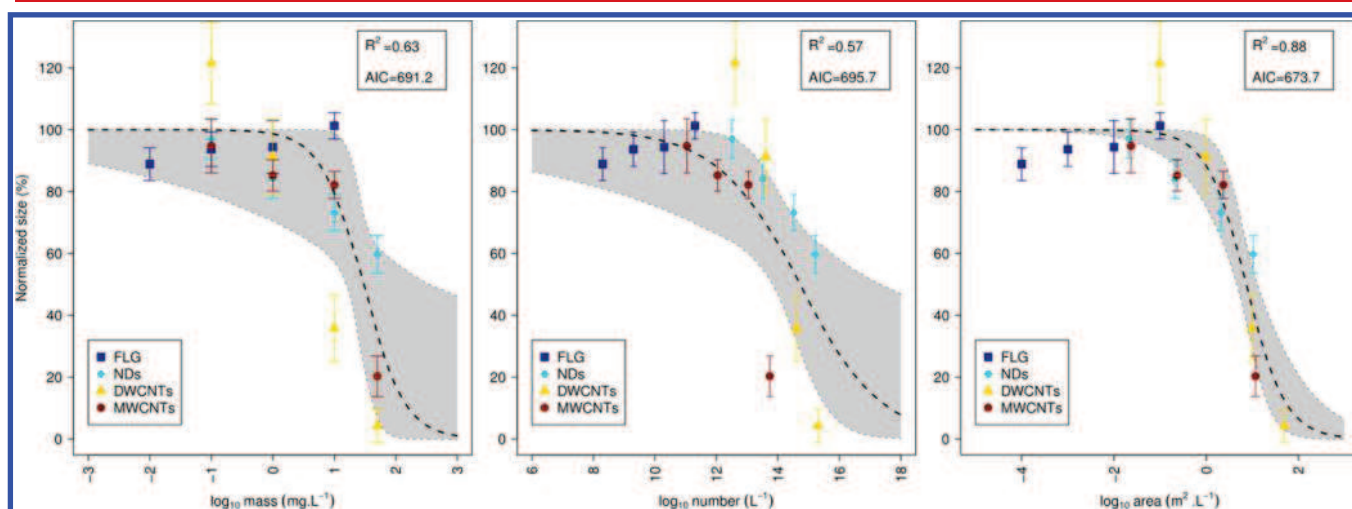 Normalized size (%)
120
100
80
60
40
20
0
R² =0.63
AIC=691.2
FLG
NDs
DWCNTs
MWCNTs
−3
−2
−1
0
1
2
3
log₁₀ mass (mg.L⁻¹)
R² =0.57
AIC=695.7
120
100
80
60
40
20
0
FLG
NDs
DWCNTs
MWCNTs
6
8
10
12
14
16
18
log₁₀ number (L⁻¹)
R² =0.88
AIC=673.7
120
100
80
60
40
20
0
FLG
NDs
DWCNTs
MWCNTs
−4
−2
0
2
log₁₀ area (m² .L⁻¹)